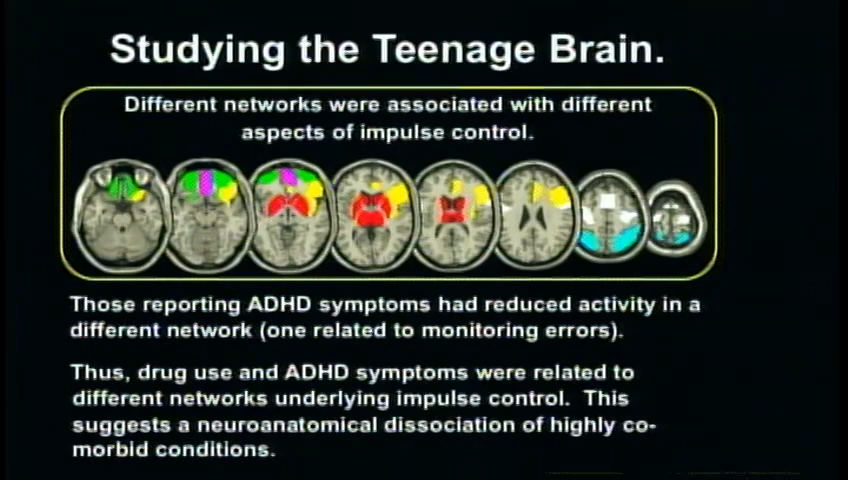 Studying the Teenage Brain.
Different networks were associated with different
aspects of impulse control.
Those reporting ADHD symptoms had reduced activity in a
different network (one related to monitoring errors).
Thus, drug use and ADHD symptoms were related to
different networks underlying impulse control.  This
suggests a neuroanatomical dissociation of highly co-
morbid conditions.